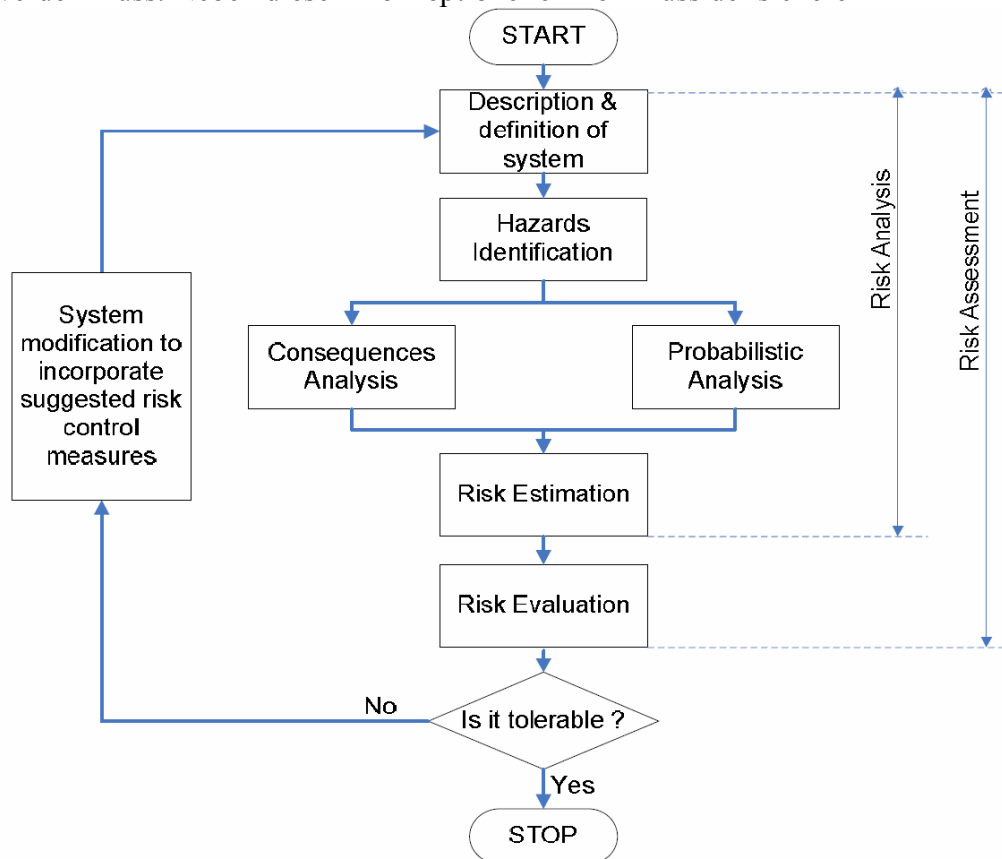 START
Description &
definition of
system
Hazards
Identification
Consequences
Analysis
Probabilistic
Analysis
System
modification to
incorporate
suggested risk
control
measures
Risk Estimation
Risk Evaluation
Is it tolerable ?
No
Yes
STOP
Risk Analysis
Risk Assessment